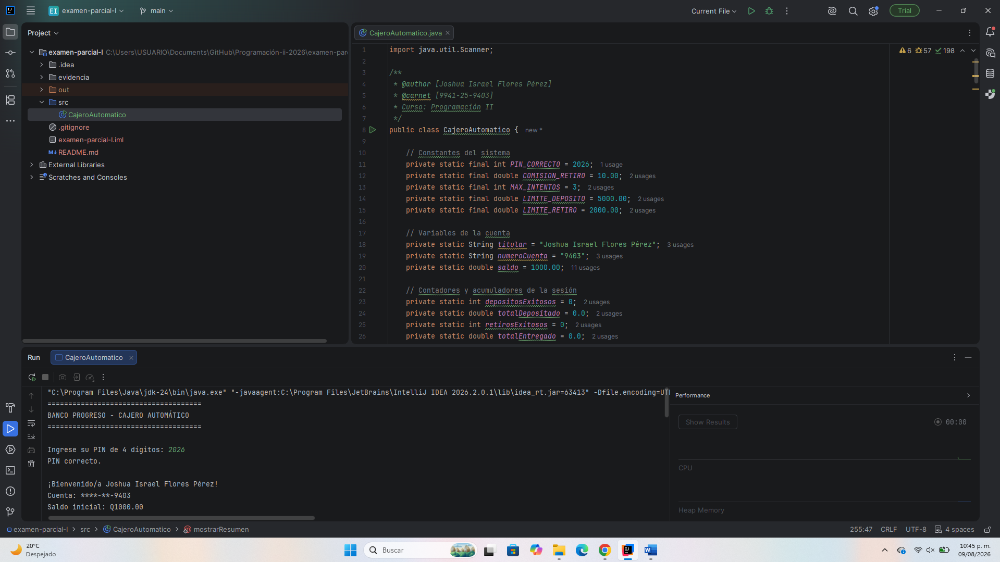 EI examen-parcial-I main Current File Trial
Project
examen-parcial-I C:\Users\USUARIO\Documents\GitHub\Programación-ii-2026\examen-par
.idea
evidencia
out
src
CajeroAutomatico
.gitignore
examen-parcial-I.iml
M↓ README.md
External Libraries
Scratches and Consoles
CajeroAutomatico.java
6 57 198
1 import java.util.Scanner;
2
3 /**
4 * @author [Joshua Israel Flores Pérez]
5 * @carnet [9941-25-9403]
6 * Curso: Programación II
7 */
8 public class CajeroAutomatico { new *
9
10 // Constantes del sistema
11 private static final int PIN_CORRECTO = 2026; 1 usage
12 private static final double COMISION_RETIRO = 10.00; 2 usages
13 private static final int MAX_INTENTOS = 3; 2 usages
14 private static final double LIMITE_DEPOSITO = 5000.00; 2 usages
15 private static final double LIMITE_RETIRO = 2000.00; 2 usages
16
17 // Variables de la cuenta
18 private static String titular = "Joshua Israel Flores Pérez"; 3 usages
19 private static String numeroCuenta = "9403"; 3 usages
20 private static double saldo = 1000.00; 11 usages
21
22 // Contadores y acumuladores de la sesión
23 private static int depositosExitosos = 0; 2 usages
24 private static double totalDepositado = 0.0; 2 usages
25 private static int retirosExitosos = 0; 2 usages
26 private static double totalEntregado = 0.0; 2 usages
Run CajeroAutomatico
"C:\Program Files\Java\jdk-24\bin\java.exe" "-javaagent:C:\Program Files\JetBrains\IntelliJ IDEA 2026.2.0.1\lib\idea_rt.jar=63413" -Dfile.encoding=UT
=====================================
BANCO PROGRESO - CAJERO AUTOMÁTICO
=====================================
Ingrese su PIN de 4 dígitos: 2026
PIN correcto.
¡Bienvenido/a Joshua Israel Flores Pérez!
Cuenta: ****-**-9403
Saldo inicial: Q1000.00
Performance
Show Results 00:00
CPU
Heap Memory
examen-parcial-I > src > CajeroAutomatico > mostrarResumen 255:47 CRLF UTF-8 4 spaces
20°C
Despejado
Buscar
10:45 p. m.
09/08/2026